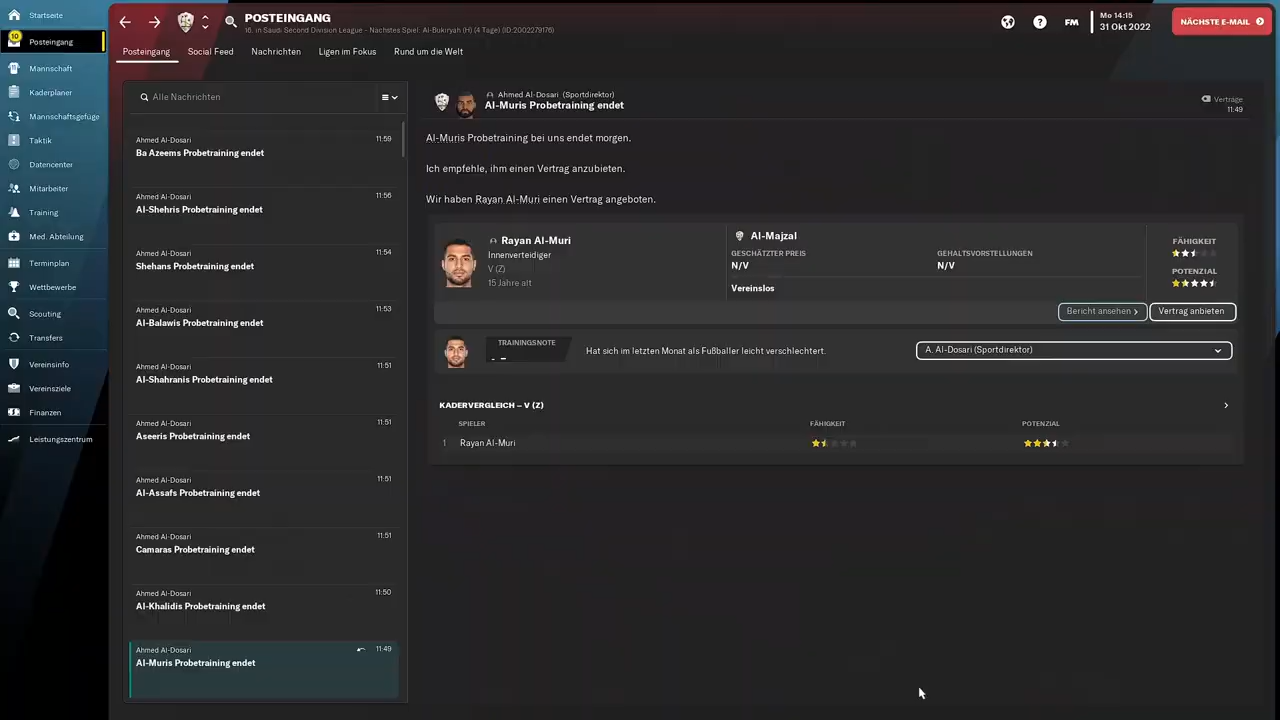 Startseite
10
Posteingang
Mannschaft
Kaderplaner
Mannschaftsgefüge
Taktik
Datencenter
Mitarbeiter
Training
Med. Abteilung
Terminplan
Wettbewerbe
Scouting
Transfers
Vereinsinfo
Vereinsziele
Finanzen
Leistungszentrum
POSTEINGANG
16. in Saudi Second Division League - Nächstes Spiel: Al-Bukiryah (H) (4 Tage) (ID:2002279176)
FM
Mo 14:15
31 Okt 2022
NÄCHSTE E-MAIL
Posteingang Social Feed Nachrichten Ligen im Fokus Rund um die Welt
Alle Nachrichten
Ahmed Al-Dosari 11:59
Ba Azeems Probetraining endet
Ahmed Al-Dosari 11:56
Al-Shehris Probetraining endet
Ahmed Al-Dosari 11:54
Shehans Probetraining endet
Ahmed Al-Dosari 11:53
Al-Balawis Probetraining endet
Ahmed Al-Dosari 11:51
Al-Shahranis Probetraining endet
Ahmed Al-Dosari 11:51
Aseeris Probetraining endet
Ahmed Al-Dosari 11:51
Al-Assafs Probetraining endet
Ahmed Al-Dosari 11:51
Camaras Probetraining endet
Ahmed Al-Dosari 11:50
Al-Khalidis Probetraining endet
Ahmed Al-Dosari 11:49
Al-Muris Probetraining endet
Ahmed Al-Dosari (Sportdirektor)
Al-Muris Probetraining endet
Verträge
11:49
Al-Muris Probetraining bei uns endet morgen.
Ich empfehle, ihm einen Vertrag anzubieten.
Wir haben Rayan Al-Muri einen Vertrag angeboten.
Rayan Al-Muri
Innenverteidiger
V (Z)
15 Jahre alt
Al-Majzal
GESCHÄTZTER PREIS GEHALTSVORSTELLUNGEN
N/V N/V
Vereinslos
FÄHIGKEIT
POTENZIAL
Bericht ansehen Vertrag anbieten
TRAININGSNOTE
. –
Hat sich im letzten Monat als Fußballer leicht verschlechtert.
A. Al-Dosari (Sportdirektor)
KADERVERGLEICH – V (Z)
SPIELER FÄHIGKEIT POTENZIAL
1 Rayan Al-Muri